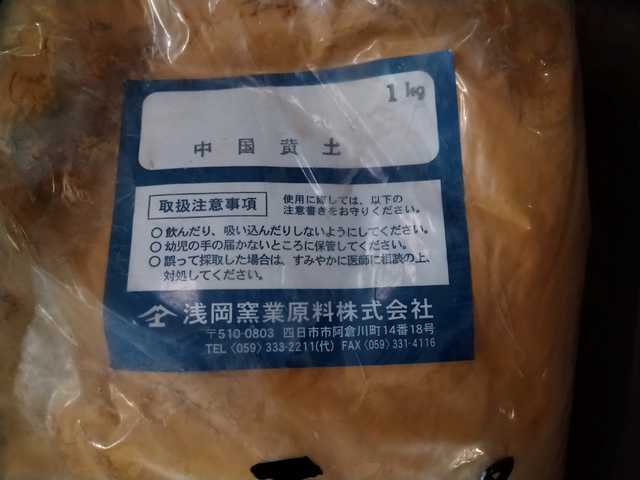 1kg
中国黄土
取扱注意事項
使用に際しては、以下の
注意書きをお守りください。
○飲んだり、吸い込んだりしないようにしてください。
○幼児の手の届かないところに保管してください。
○誤って採取した場合は、すみやかに医師に相談の上、
対処してください。
浅岡窯業原料株式会社
〒510-0803 四日市市阿倉川町14番18号
TEL〈059〉333-2211(代) FAX〈059〉331-4116